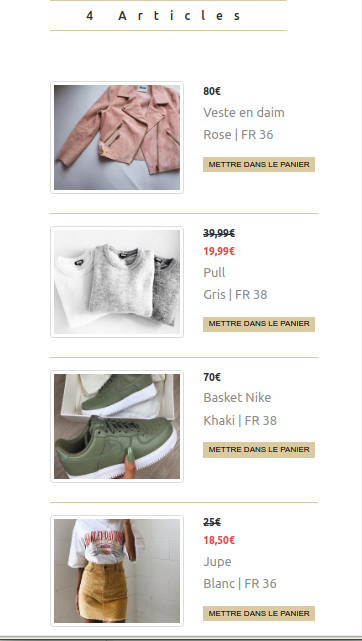 4 Articles
80€
Veste en daim
Rose | FR 36
METTRE DANS LE PANIER
39,99€
19,99€
Pull
Gris | FR 38
METTRE DANS LE PANIER
70€
Basket Nike
Khaki | FR 38
METTRE DANS LE PANIER
HARLEY-DAVIDSON
25€
18,50€
Jupe
Blanc | FR 36
METTRE DANS LE PANIER